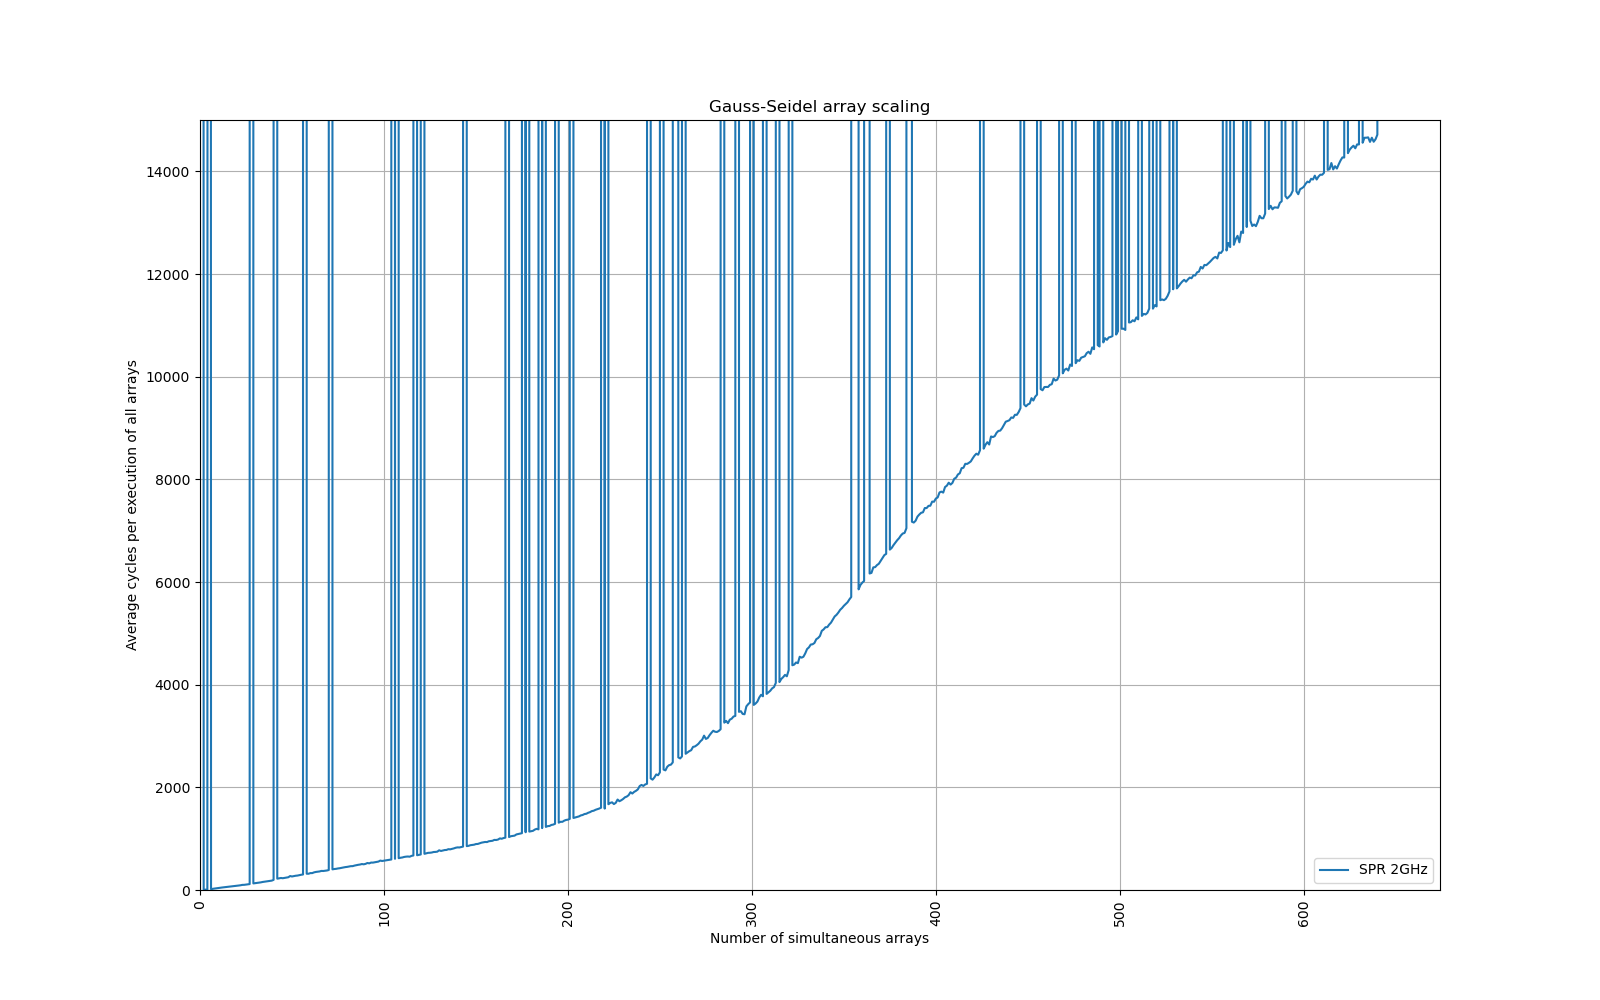 Gauss-Seidel array scaling
Average cycles per execution of all arrays
14000
12000
10000
8000
6000
4000
2000
0
0 100 200 300 400 500 600
Number of simultaneous arrays
SPR 2GHz